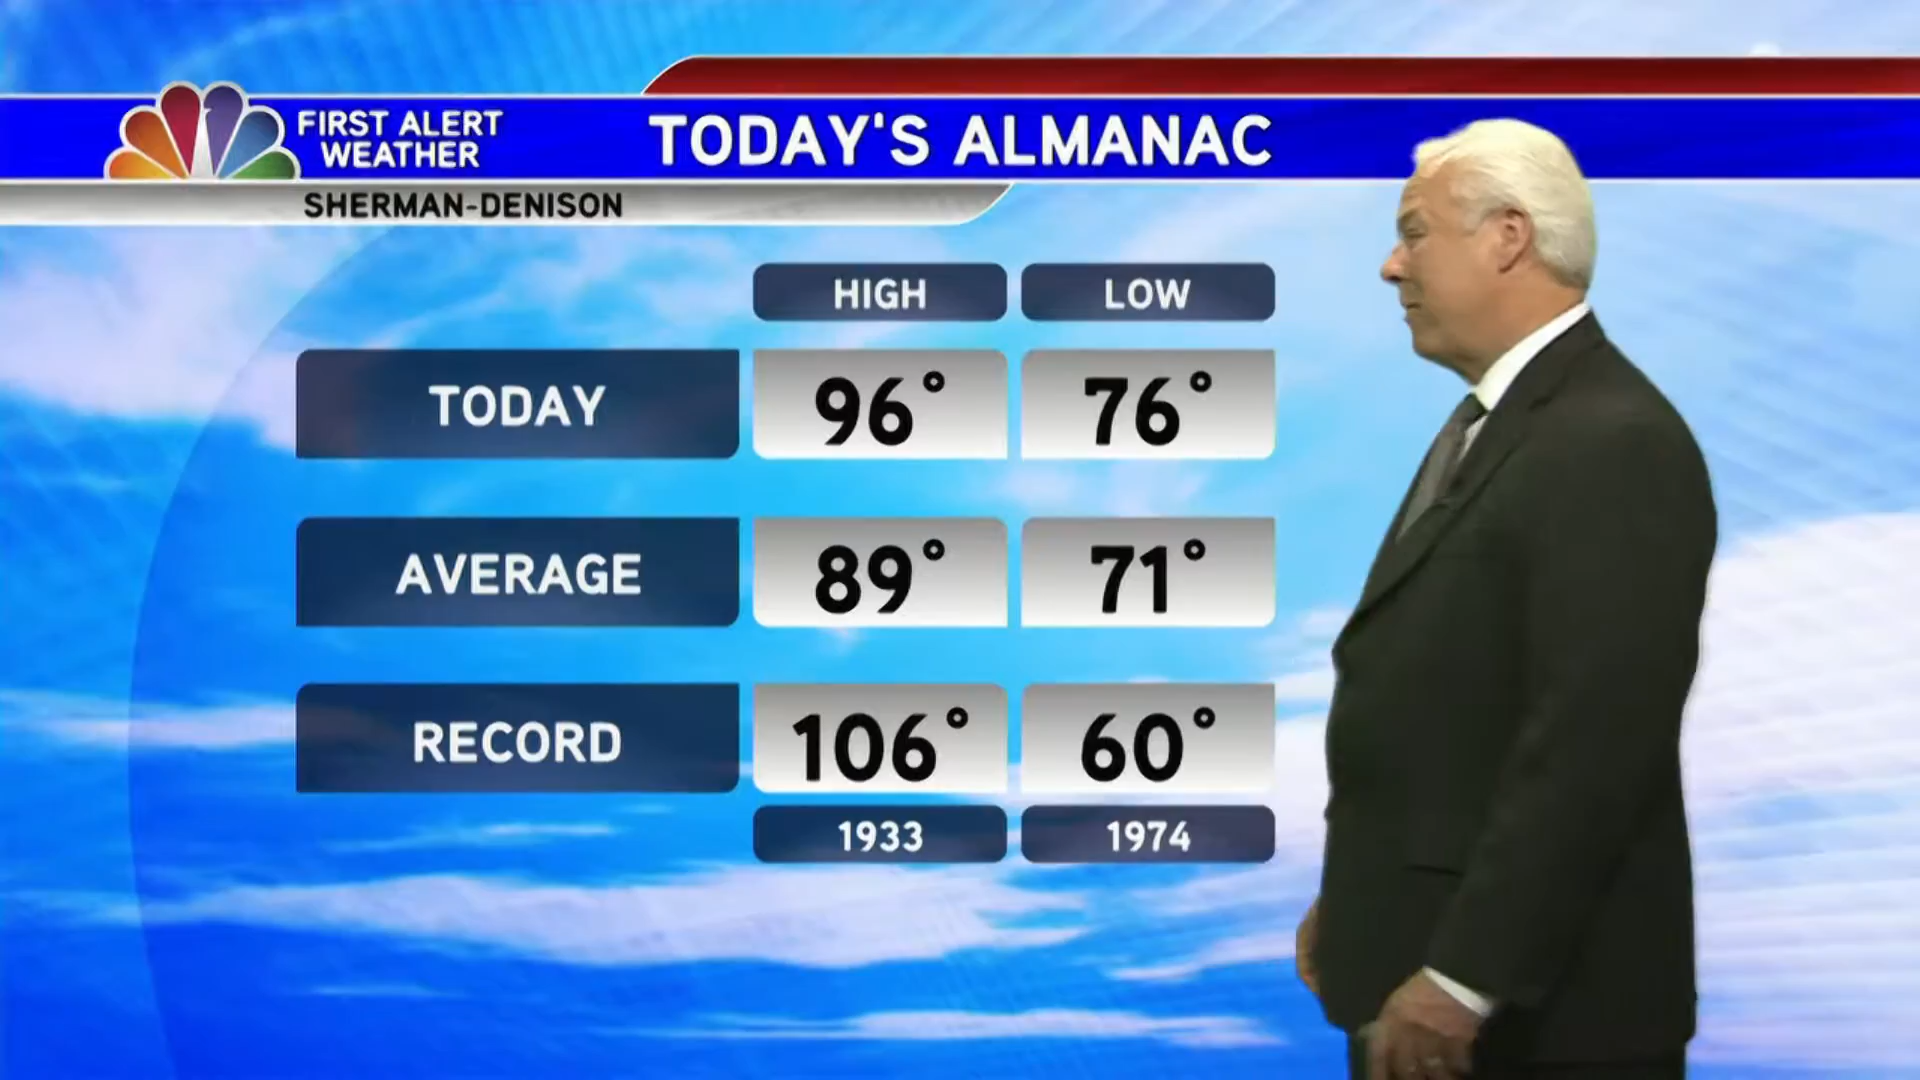 FIRST ALERT
WEATHER
TODAY'S ALMANAC
SHERMAN-DENISON
HIGH LOW
TODAY 96° 76°
AVERAGE 89° 71°
RECORD 106° 60°
1933 1974